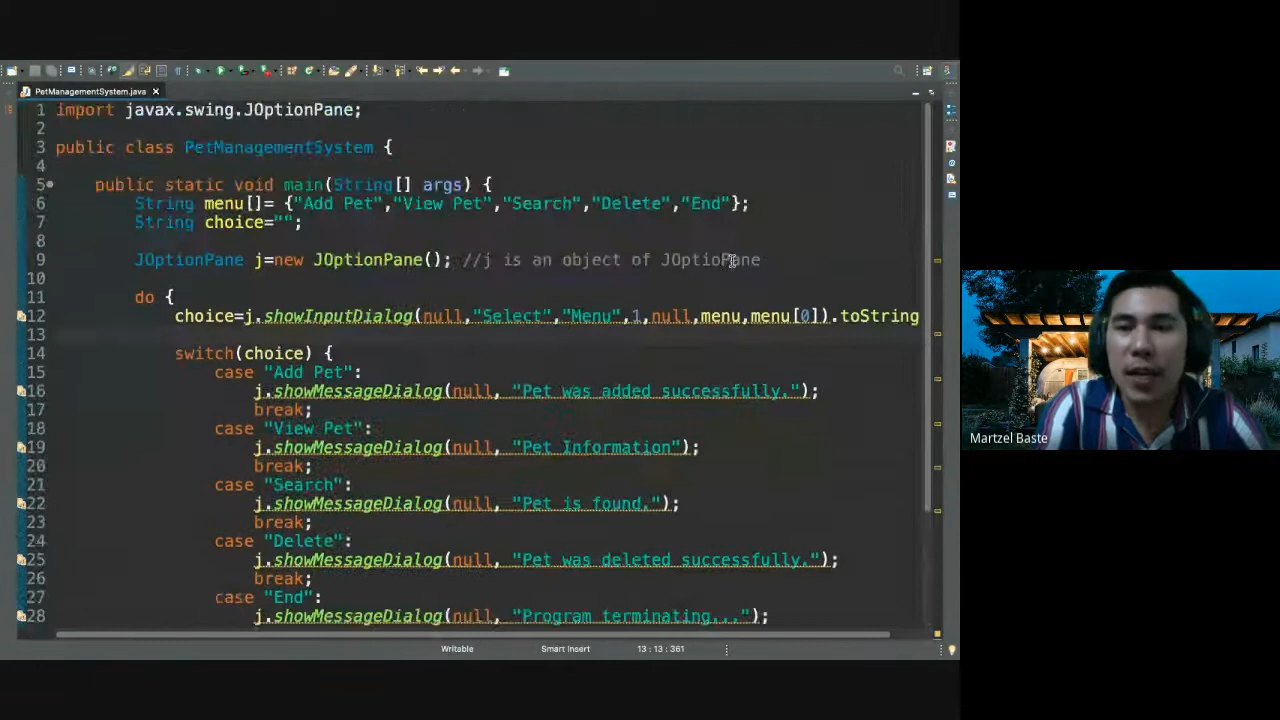 PetManagementSystem.java
1 import javax.swing.JOptionPane;
2
3 public class PetManagementSystem {
4
5 public static void main(String[] args) {
6 String menu[]= {"Add Pet","View Pet","Search","Delete","End"};
7 String choice="";
8
9 JOptionPane j=new JOptionPane(); //j is an object of JOptioPane
10
11 do {
12 choice=j.showInputDialog(null,"Select","Menu",1,null,menu,menu[0]).toString
13
14 switch(choice) {
15 case "Add Pet":
16 j.showMessageDialog(null, "Pet was added successfully.");
17 break;
18 case "View Pet":
19 j.showMessageDialog(null, "Pet Information");
20 break;
21 case "Search":
22 j.showMessageDialog(null, "Pet is found.");
23 break;
24 case "Delete":
25 j.showMessageDialog(null, "Pet was deleted successfully.");
26 break;
27 case "End":
28 j.showMessageDialog(null, "Program terminating...");
Writable Smart Insert 13 : 13 : 361
Martzel Baste